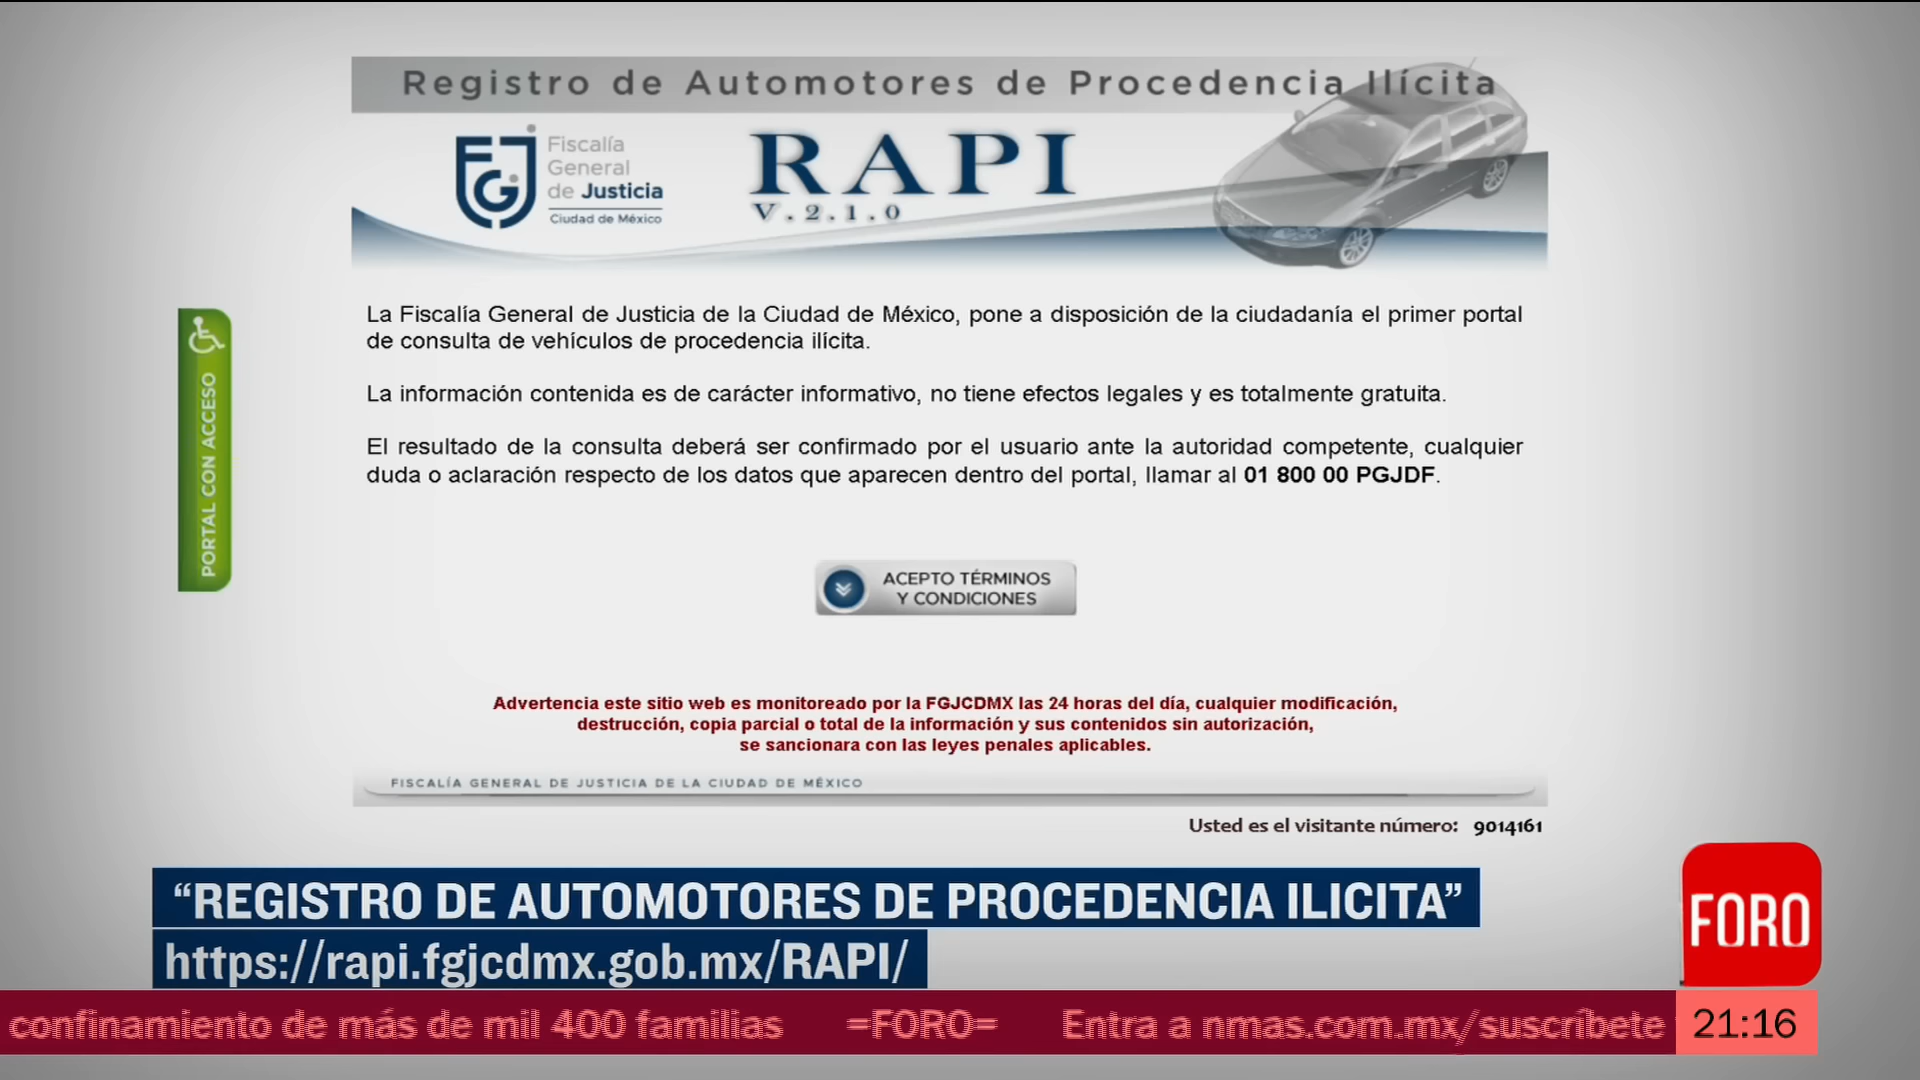 Registro de Automotores de Procedencia Ilícita
FGJ
Fiscalía
General
de Justicia
Ciudad de México
RAPI
V.2.1.0
PORTAL CON ACCESO
La Fiscalía General de Justicia de la Ciudad de México, pone a disposición de la ciudadanía el primer portal
de consulta de vehículos de procedencia ilícita.
La información contenida es de carácter informativo, no tiene efectos legales y es totalmente gratuita.
El resultado de la consulta deberá ser confirmado por el usuario ante la autoridad competente, cualquier
duda o aclaración respecto de los datos que aparecen dentro del portal, llamar al 01 800 00 PGJDF.
ACEPTO TÉRMINOS
Y CONDICIONES
Advertencia este sitio web es monitoreado por la FGJCDMX las 24 horas del día, cualquier modificación,
destrucción, copia parcial o total de la información y sus contenidos sin autorización,
se sancionara con las leyes penales aplicables.
FISCALÍA GENERAL DE JUSTICIA DE LA CIUDAD DE MÉXICO
Usted es el visitante número: 9014161
“REGISTRO DE AUTOMOTORES DE PROCEDENCIA ILICITA”
https://rapi.fgjcdmx.gob.mx/RAPI/
FORO
confinamiento de más de mil 400 familias =FORO= Entra a nmas.com.mx/suscríbete
21:16